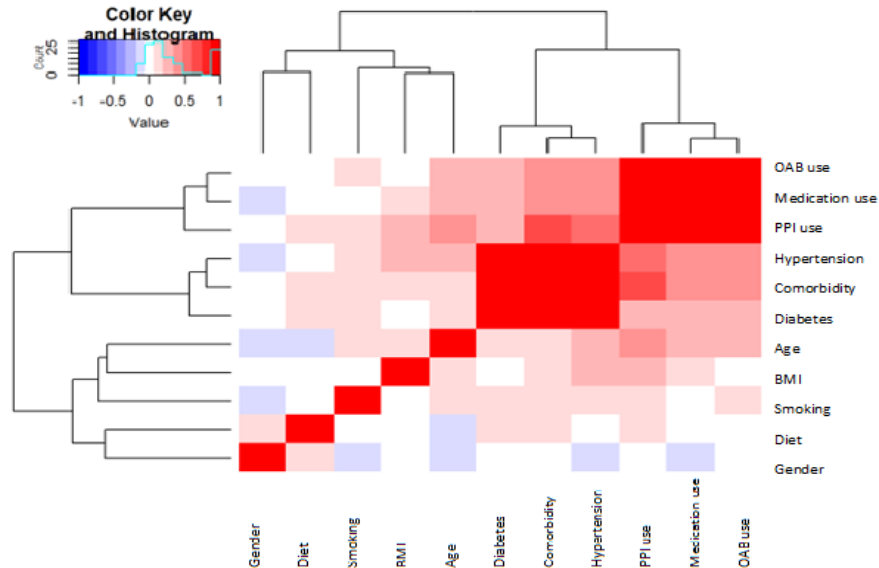 Color Key
and Histogram
Count
0 25
-1 -0.5 0 0.5 1
Value
OAB use
Medication use
PPI use
Hypertension
Comorbidity
Diabetes
Age
BMI
Smoking
Diet
Gender
Gender
Diet
Smoking
BMI
Age
Diabetes
Comorbidity
Hypertension
PPI use
Medication use
OAB use